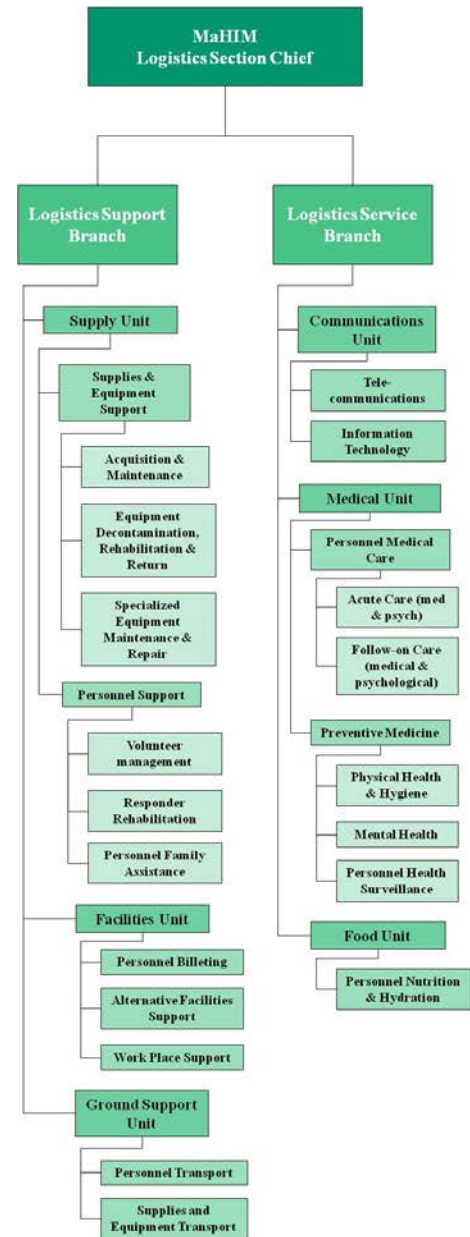 MaHIM
Logistics Section Chief
Logistics Support
Branch
Supply Unit
Supplies &
Equipment
Support
Acquisition &
Maintenance
Equipment
Decontamination,
Rehabilitation &
Return
Specialized
Equipment
Maintenance &
Repair
Personnel Support
Volunteer
management
Responder
Rehabilitation
Personnel Family
Assistance
Facilities Unit
Personnel Billeting
Alternative Facilities
Support
Work Place Support
Ground Support
Unit
Personnel Transport
Supplies and
Equipment Transport
Logistics Service
Branch
Communications
Unit
Tele-
communications
Information
Technology
Medical Unit
Personnel Medical
Care
Acute Care (med
& psych)
Follow-on Care
(medical &
psychological)
Preventive Medicine
Physical Health
& Hygiene
Mental Health
Personnel Health
Surveillance
Food Unit
Personnel Nutrition
& Hydration